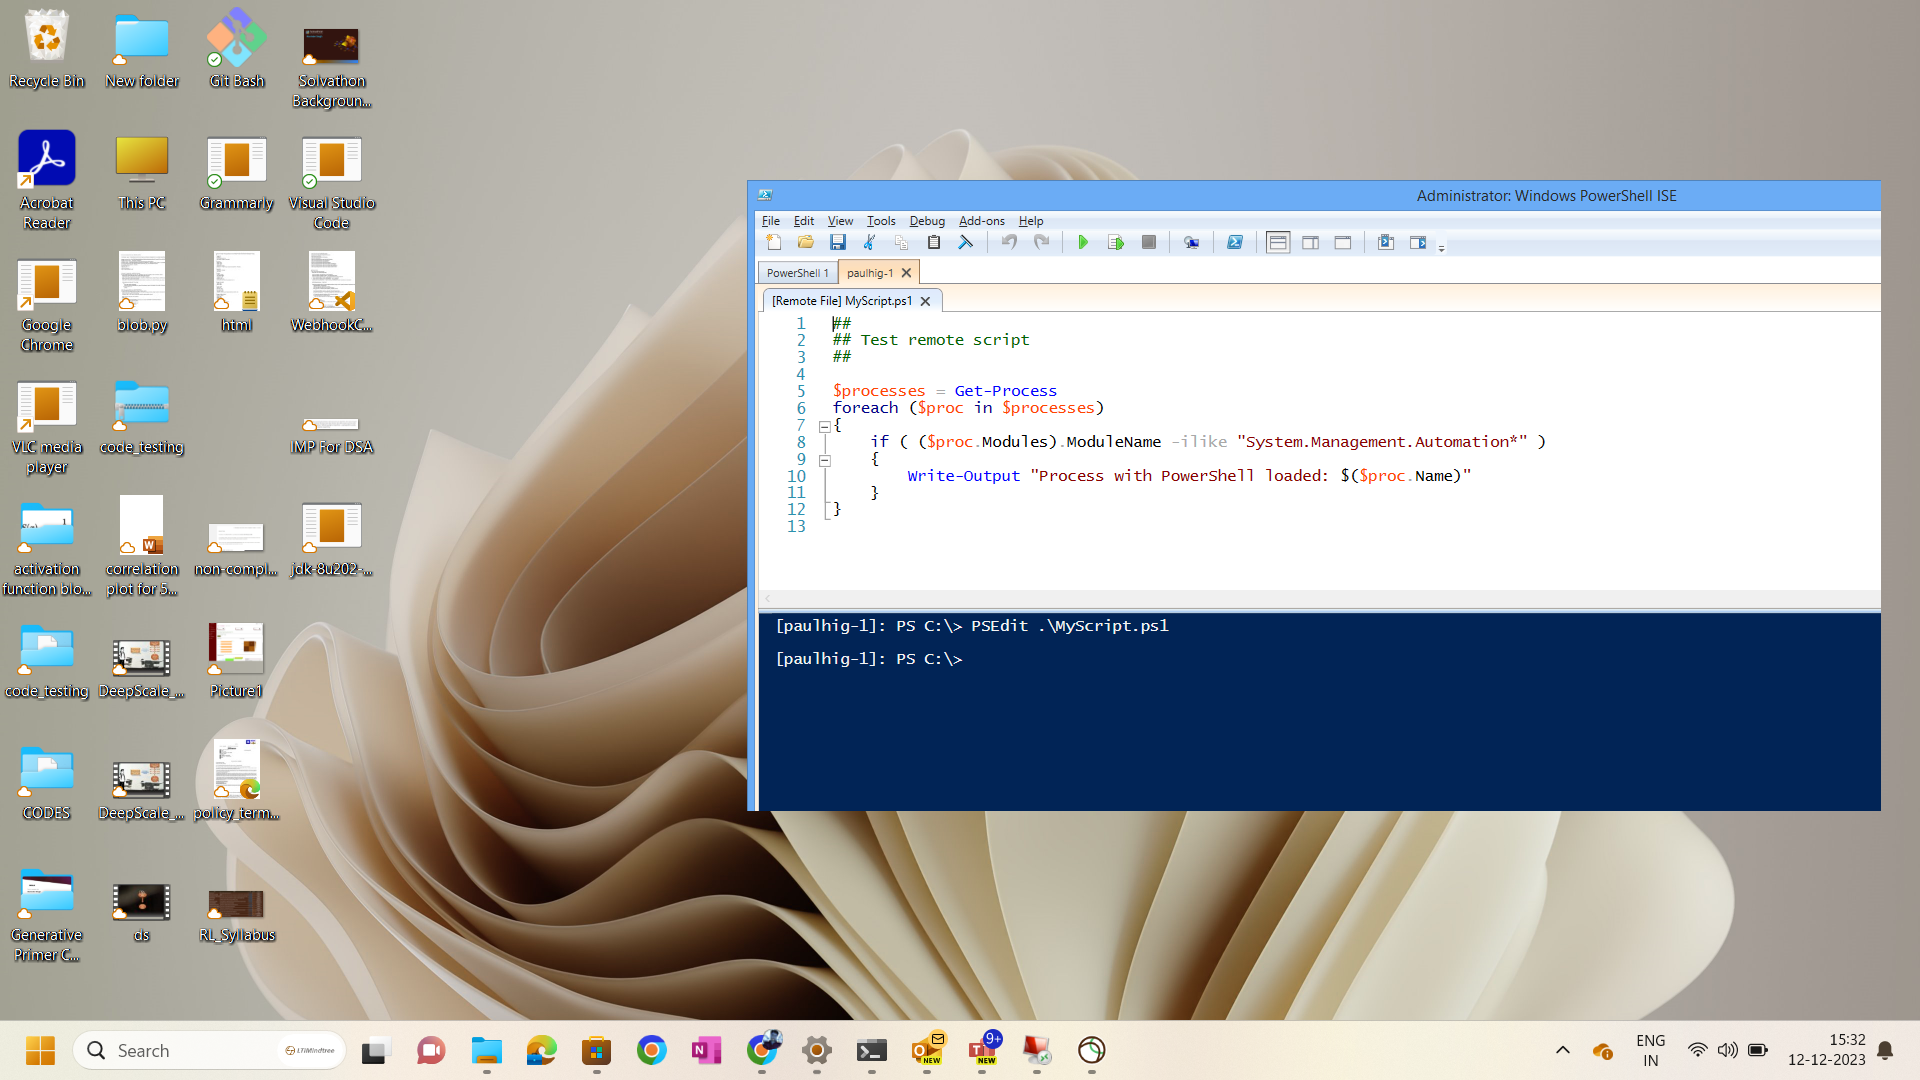 Recycle Bin
New folder
Git Bash
Solvathon
Backgroun...
Acrobat
Reader
This PC
Grammarly
Visual Studio
Code
Google
Chrome
blob.py
html
WebhookC...
VLC media
player
code_testing
IMP For DSA
activation
function blo...
correlation
plot for 5...
non-compl...
jdk-8u202-...
code_testing
DeepScale_...
Picture1
CODES
DeepScale_...
policy_term...
Generative
Primer C...
ds
RL_Syllabus
Administrator: Windows PowerShell ISE
File Edit View Tools Debug Add-ons Help
PowerShell 1 paulhig-1
[Remote File] MyScript.ps1
1 ##
2 ## Test remote script
3 ##
4
5 $processes = Get-Process
6 foreach ($proc in $processes)
7 {
8 if ( ($proc.Modules).ModuleName -ilike "System.Management.Automation*" )
9 {
10 Write-Output "Process with PowerShell loaded: $($proc.Name)"
11 }
12 }
13
[paulhig-1]: PS C:\> PSEdit .\MyScript.ps1
[paulhig-1]: PS C:\>
Search
LTIMindtree
NEW
9+
NEW
ENG
IN
15:32
12-12-2023